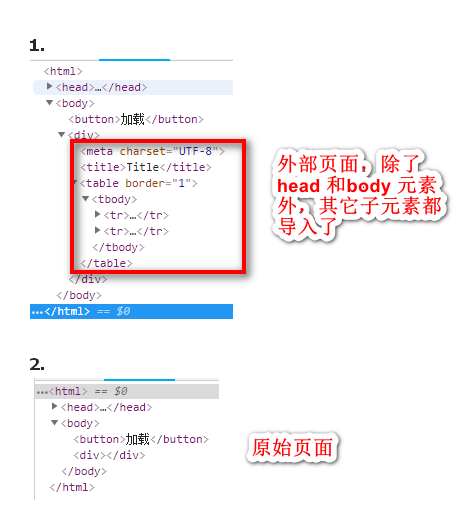 1.
<html>
<head>…</head>
<body>
<button>加载</button>
<div>
<meta charset="UTF-8">
<title>Title</title>
<table border="1">
<tbody>
<tr>…</tr>
<tr>…</tr>
</tbody>
</table>
</div>
</body>
…</html> == $0
外部页面，除了
head 和body 元素
外，其它子元素都
导入了
2.
…<html> == $0
<head>…</head>
<body>
<button>加载</button>
<div></div>
</body>
</html>
原始页面